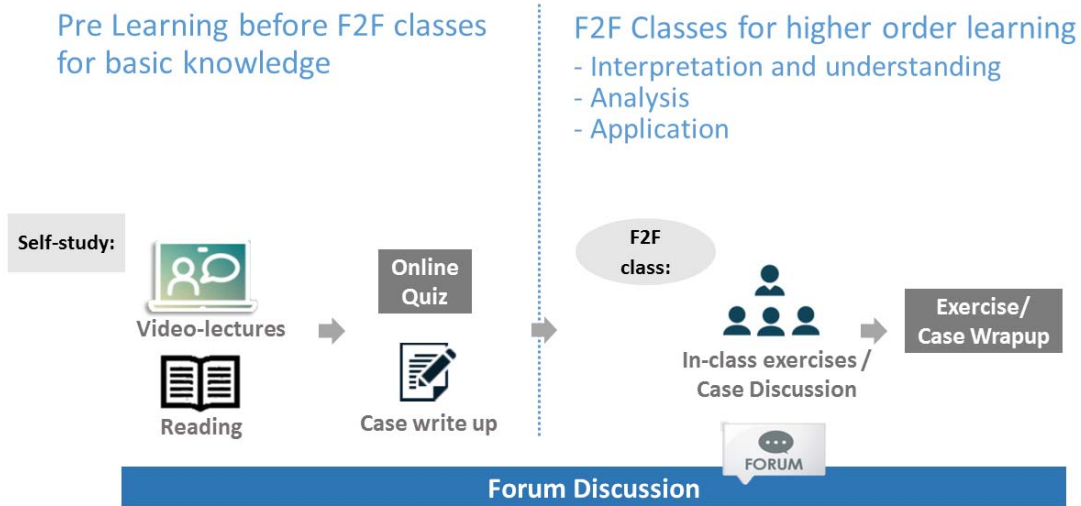 Pre Learning before F2F classes
for basic knowledge
F2F Classes for higher order learning
- Interpretation and understanding
- Analysis
- Application
Self-study:
Video-lectures
Reading
Online
Quiz
Case write up
F2F
class:
In-class exercises /
Case Discussion
Exercise/
Case Wrapup
FORUM
Forum Discussion